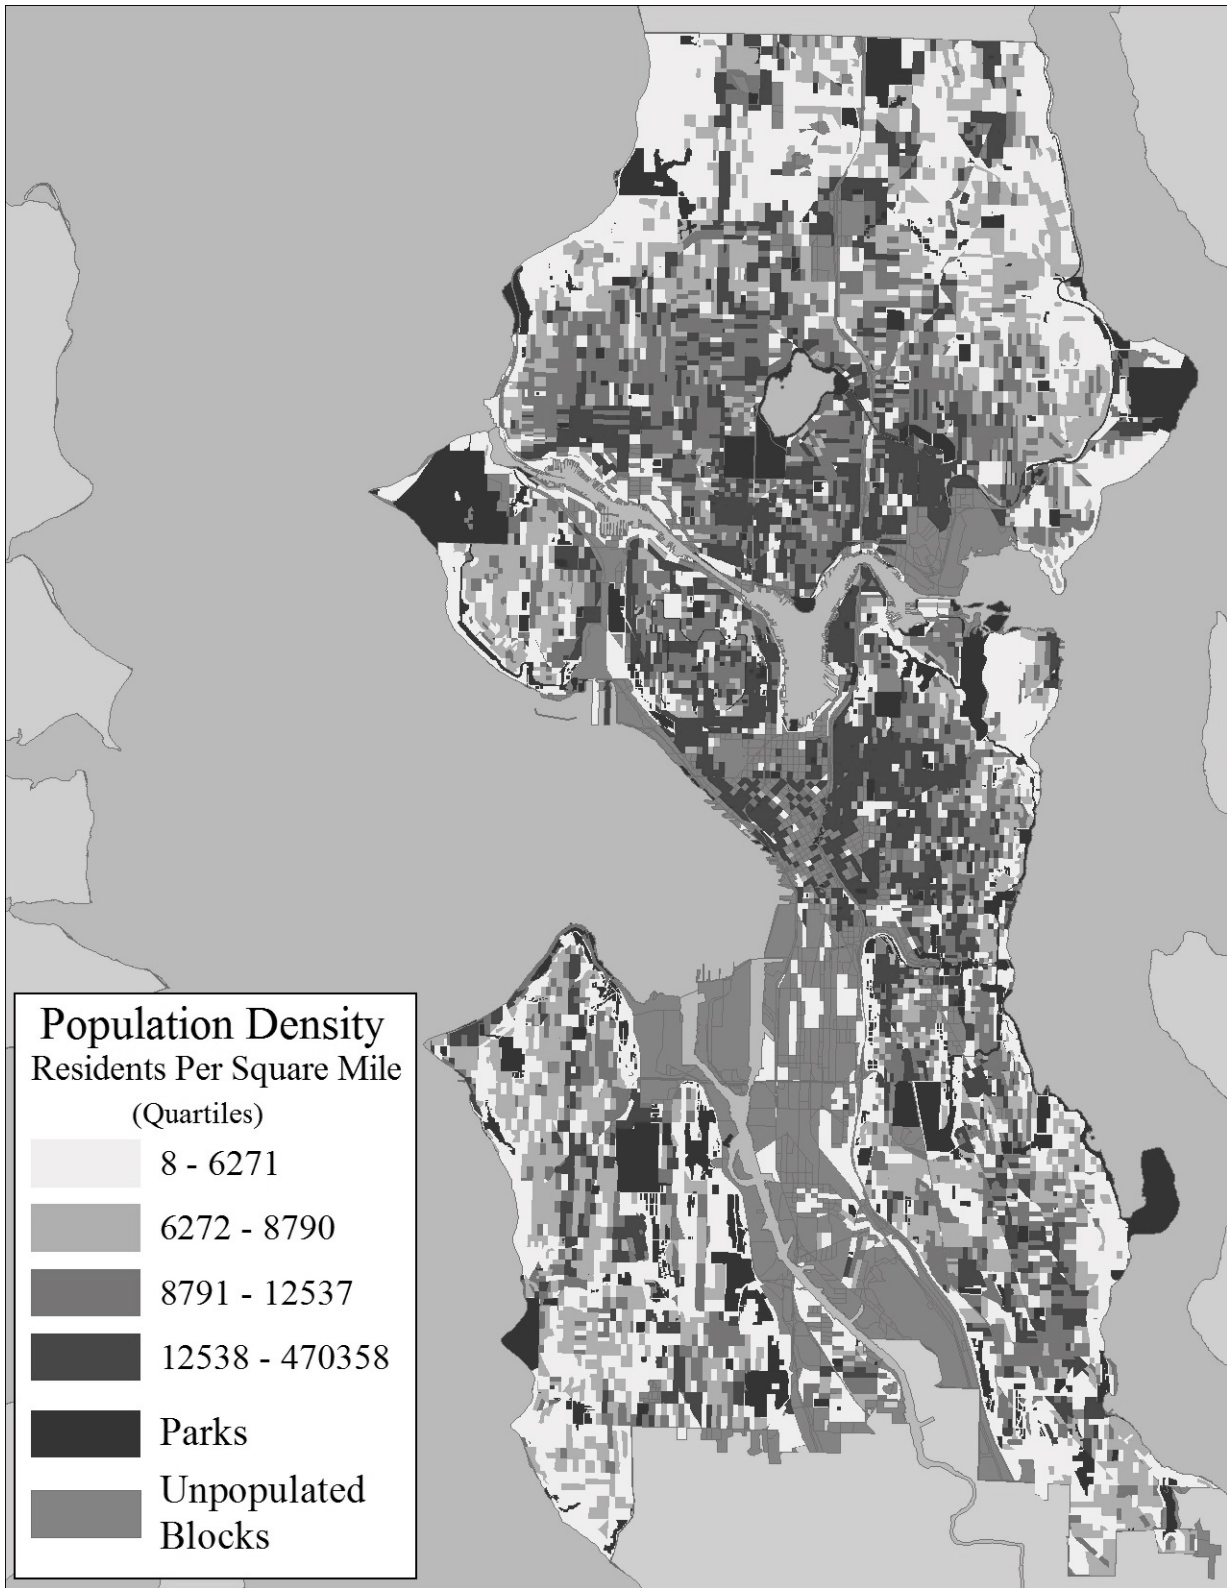 Population Density
Residents Per Square Mile
(Quartiles)
8 - 6271
6272 - 8790
8791 - 12537
12538 - 470358
Parks
Unpopulated
Blocks